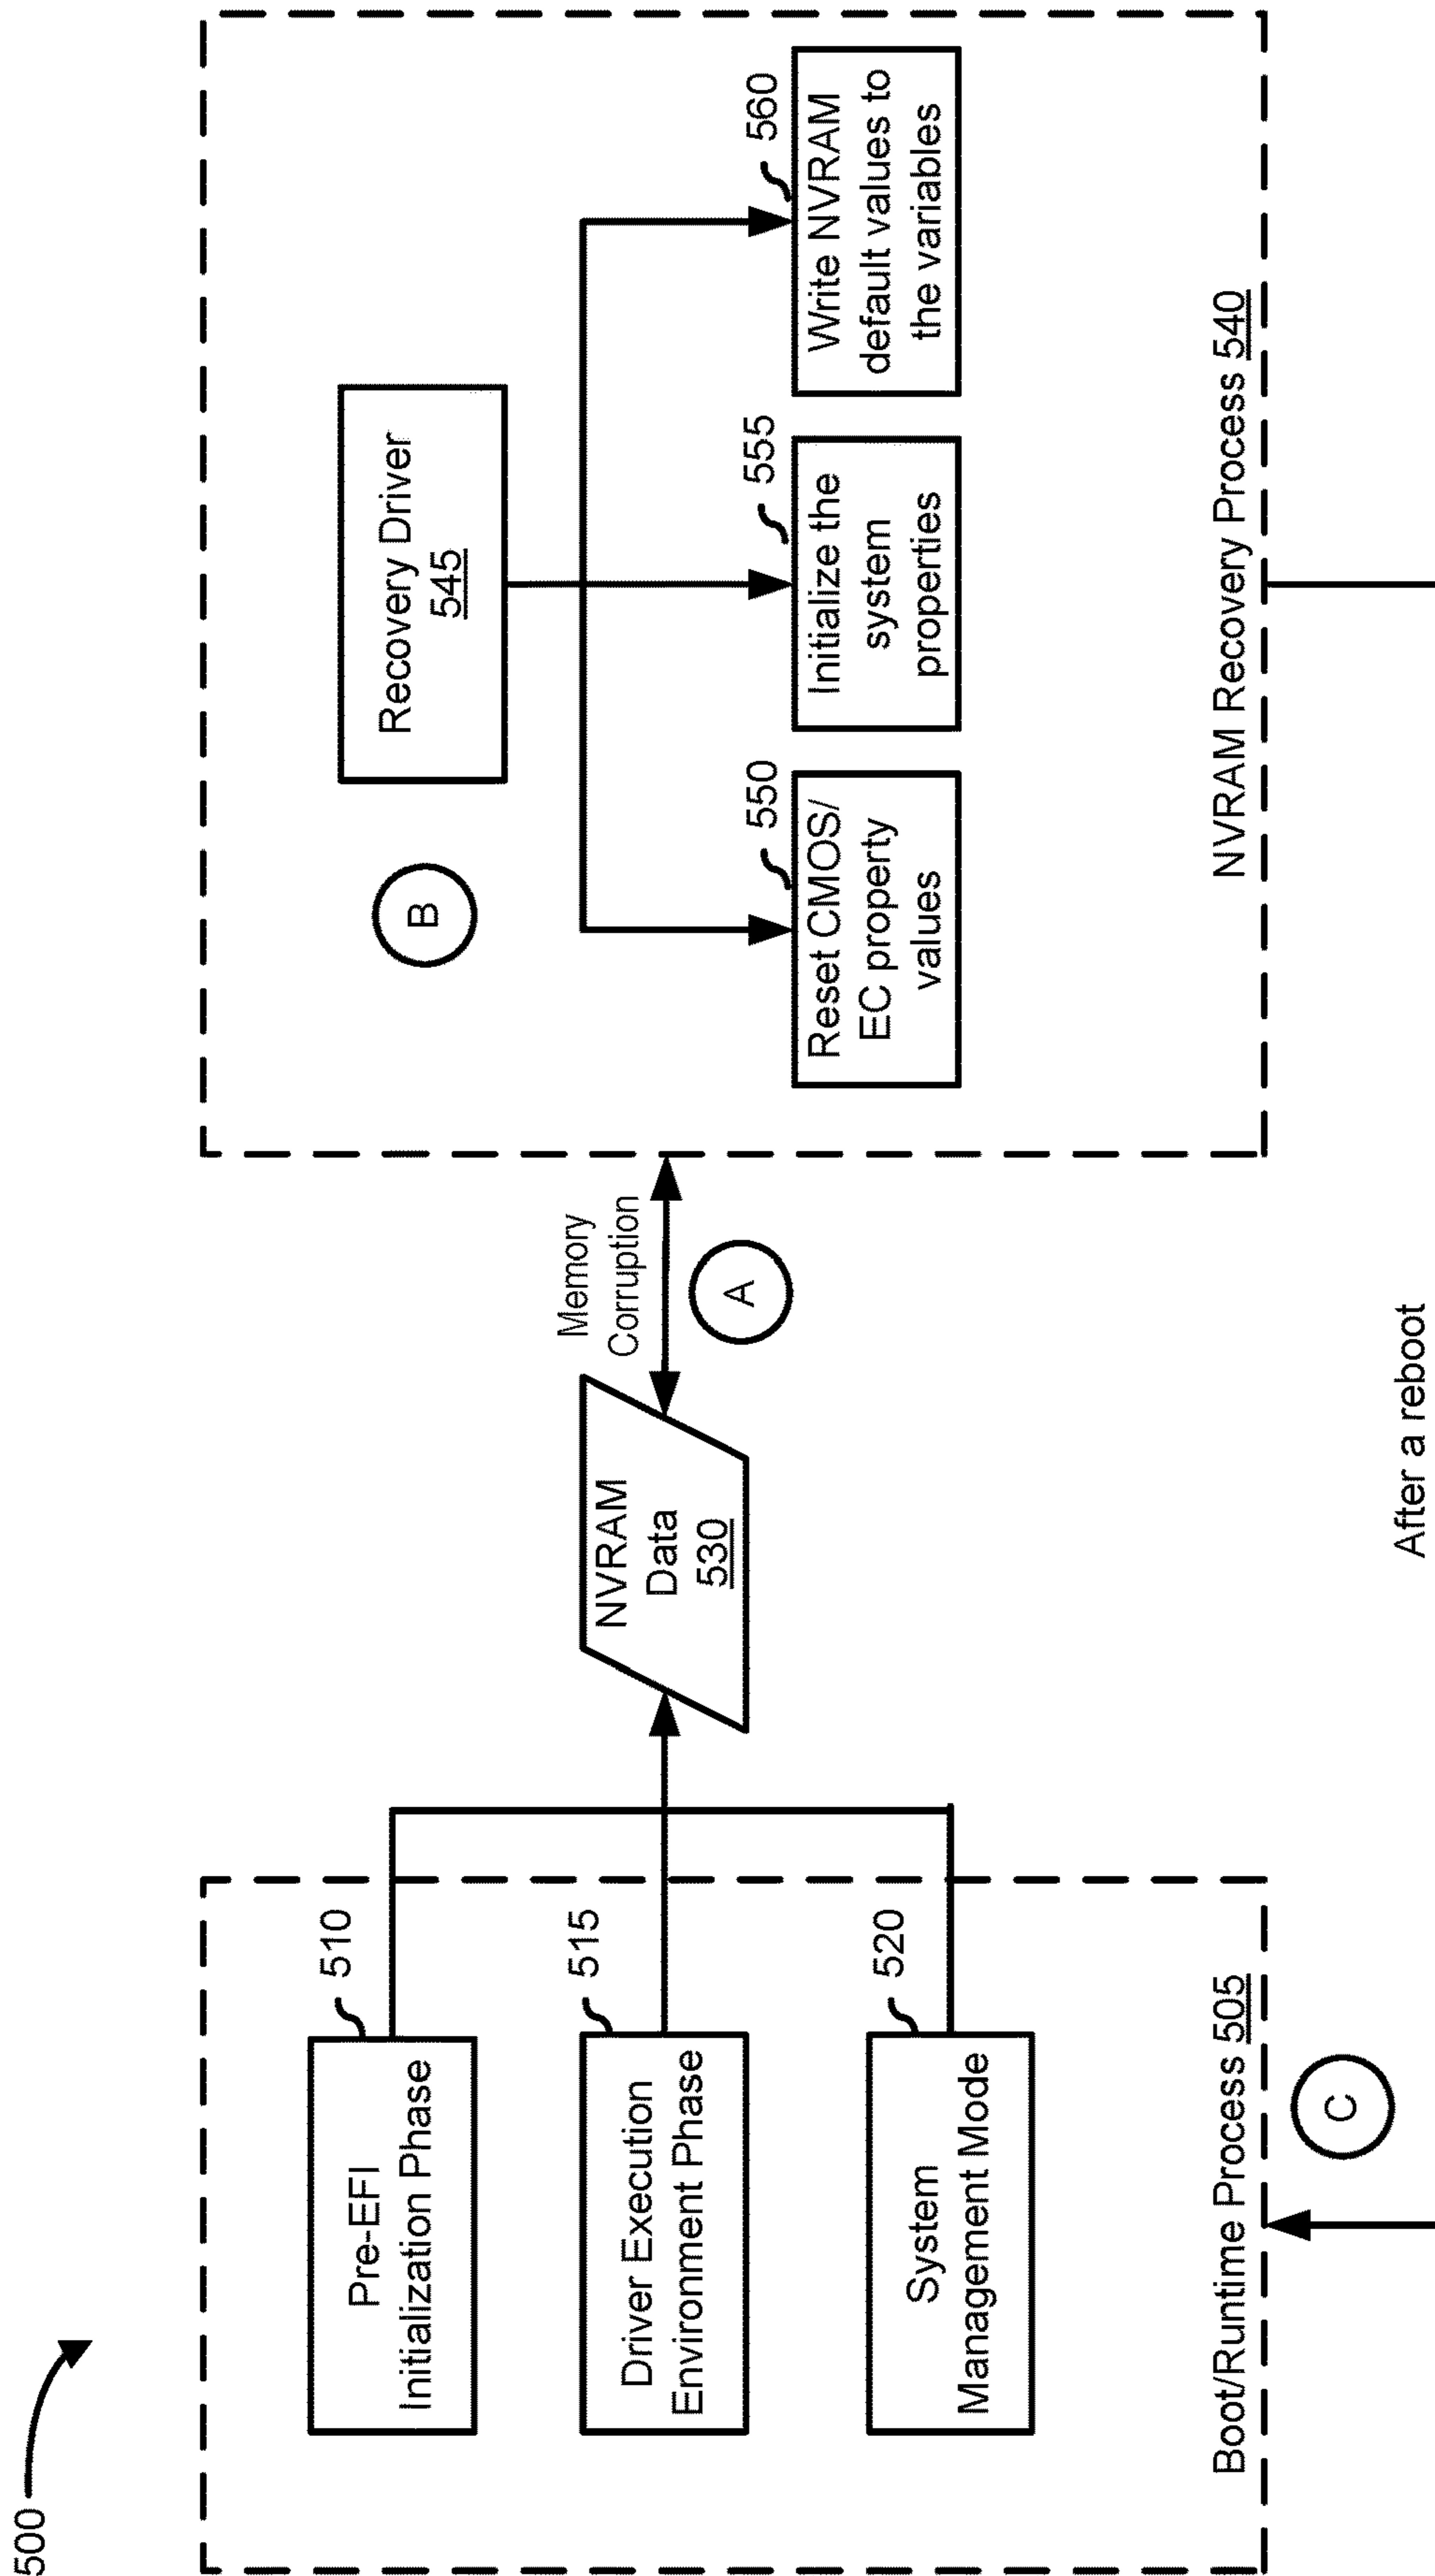 500
Pre-EFI
Initialization Phase
510
Driver Execution
Environment Phase
515
System
Management Mode
520
Boot/Runtime Process 505
C
NVRAM
Data
530
Memory
Corruption
A
B
Recovery Driver
545
Reset CMOS/
EC property
values
550
Initialize the
system
properties
555
Write NVRAM
default values to
the variables
560
NVRAM Recovery Process 540
After a reboot